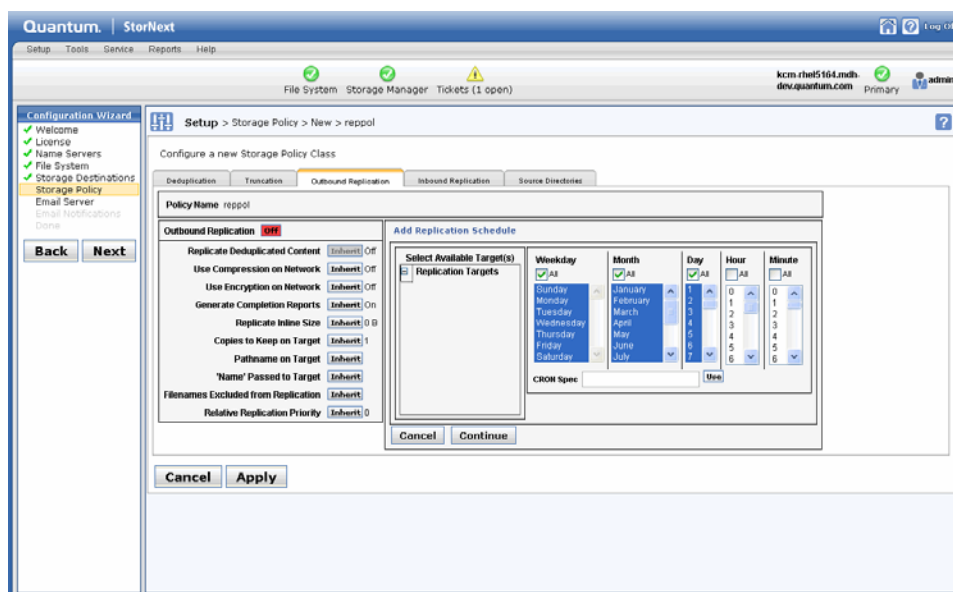 Quantum. | StorNext
Log Of
Setup Tools Service Reports Help
File System Storage Manager Tickets (1 open)
kcm-rhel5164.mdh-
dev.quantum.com
Primary
admin
Configuration Wizard
Welcome
License
Name Servers
File System
Storage Destinations
Storage Policy
Email Server
Email Notifications
Done
Back Next
Setup > Storage Policy > New > reppol
?
Configure a new Storage Policy Class
Deduplication Truncation Outbound Replication Inbound Replication Source Directories
Policy Name reppol
Outbound Replication Off
Replicate Deduplicated Content Inherit Off
Use Compression on Network Inherit Off
Use Encryption on Network Inherit Off
Generate Completion Reports Inherit On
Replicate Inline Size Inherit 0 B
Copies to Keep on Target Inherit 1
Pathname on Target Inherit
'Name' Passed to Target Inherit
Filenames Excluded from Replication Inherit
Relative Replication Priority Inherit 0
Add Replication Schedule
Select Available Target(s)
Replication Targets
Weekday
All
Sunday
Monday
Tuesday
Wednesday
Thursday
Friday
Saturday
Month
All
January
February
March
April
May
June
July
Day
All
1
2
3
4
5
6
7
Hour
All
0
1
2
3
4
5
6
Minute
All
0
1
2
3
4
5
6
CRON Spec
Use
Cancel Continue
Cancel Apply